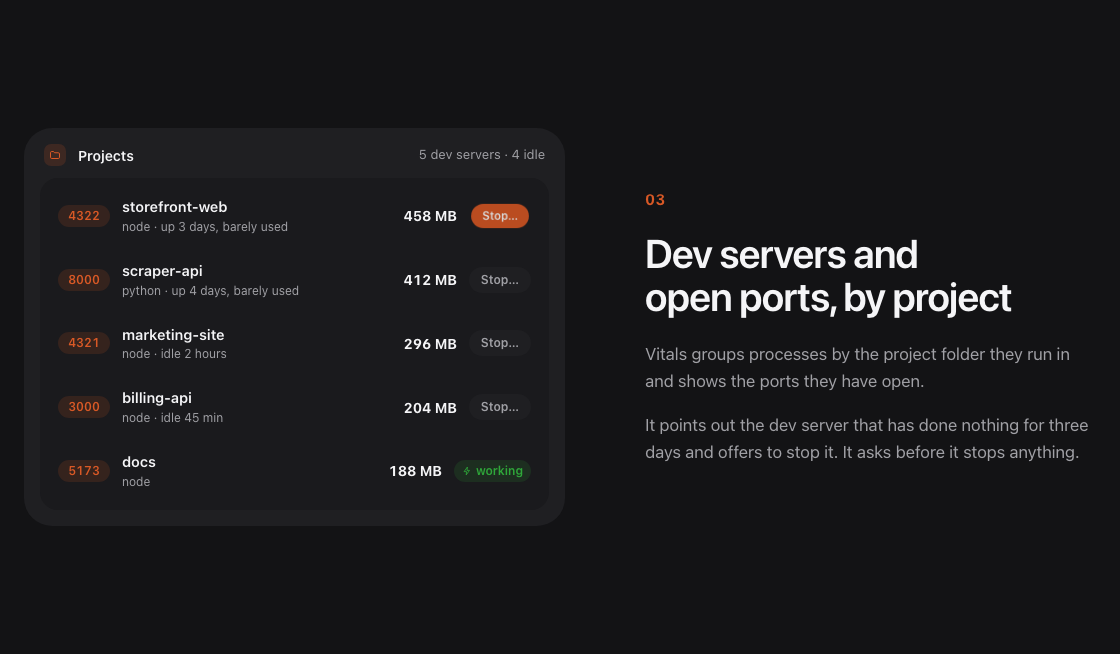 Projects
5 dev servers · 4 idle
4322
storefront-web
node · up 3 days, barely used
458 MB
Stop...
8000
scraper-api
python · up 4 days, barely used
412 MB
Stop...
4321
marketing-site
node · idle 2 hours
296 MB
Stop...
3000
billing-api
node · idle 45 min
204 MB
Stop...
5173
docs
node
188 MB
working
03
Dev servers and
open ports, by project
Vitals groups processes by the project folder they run in
and shows the ports they have open.
It points out the dev server that has done nothing for three
days and offers to stop it. It asks before it stops anything.